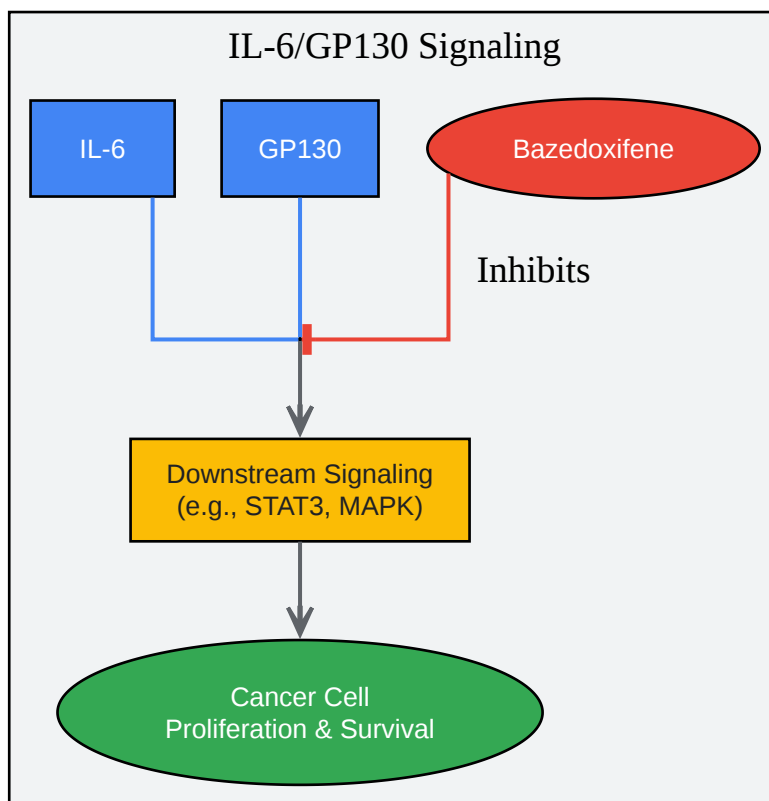 IL-6/GP130 Signaling
IL-6
GP130
Bazedoxifene
Inhibits
Downstream Signaling
(e.g., STAT3, MAPK)
Cancer Cell
Proliferation & Survival